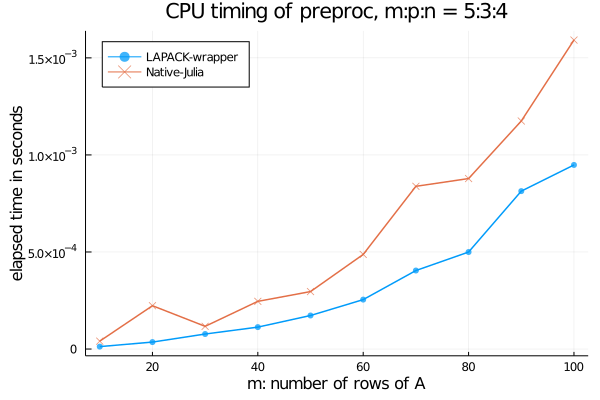 CPU timing of preproc, m:p:n = 5:3:4
LAPACK-wrapper
Native-Julia
1.5×10⁻³
1.0×10⁻³
5.0×10⁻⁴
0
elapsed time in seconds
20 40 60 80 100
m: number of rows of A